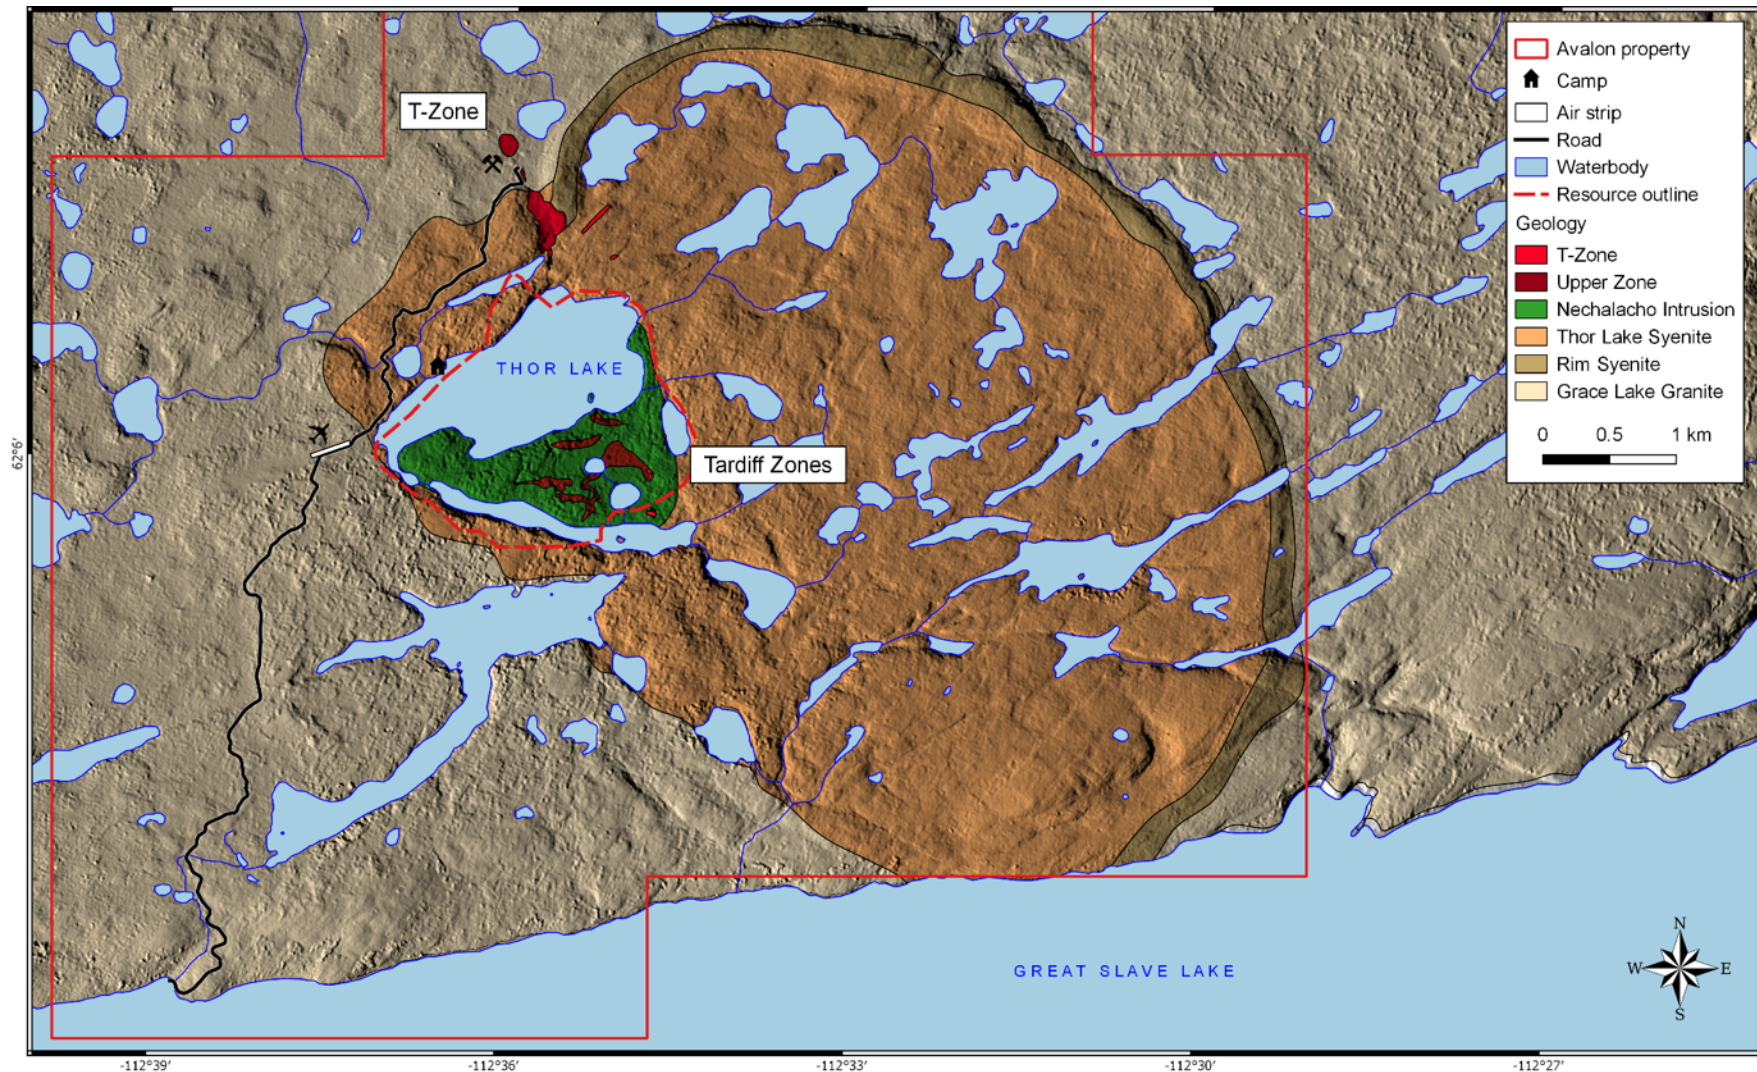 T-Zone
THOR LAKE
Tardiff Zones
GREAT SLAVE LAKE
Avalon property
Camp
Air strip
Road
Waterbody
Resource outline
Geology
T-Zone
Upper Zone
Nechalacho Intrusion
Thor Lake Syenite
Rim Syenite
Grace Lake Granite
0 0.5 1 km
N
W E
S
62°6'
-112°39' -112°36' -112°33' -112°30' -112°27'